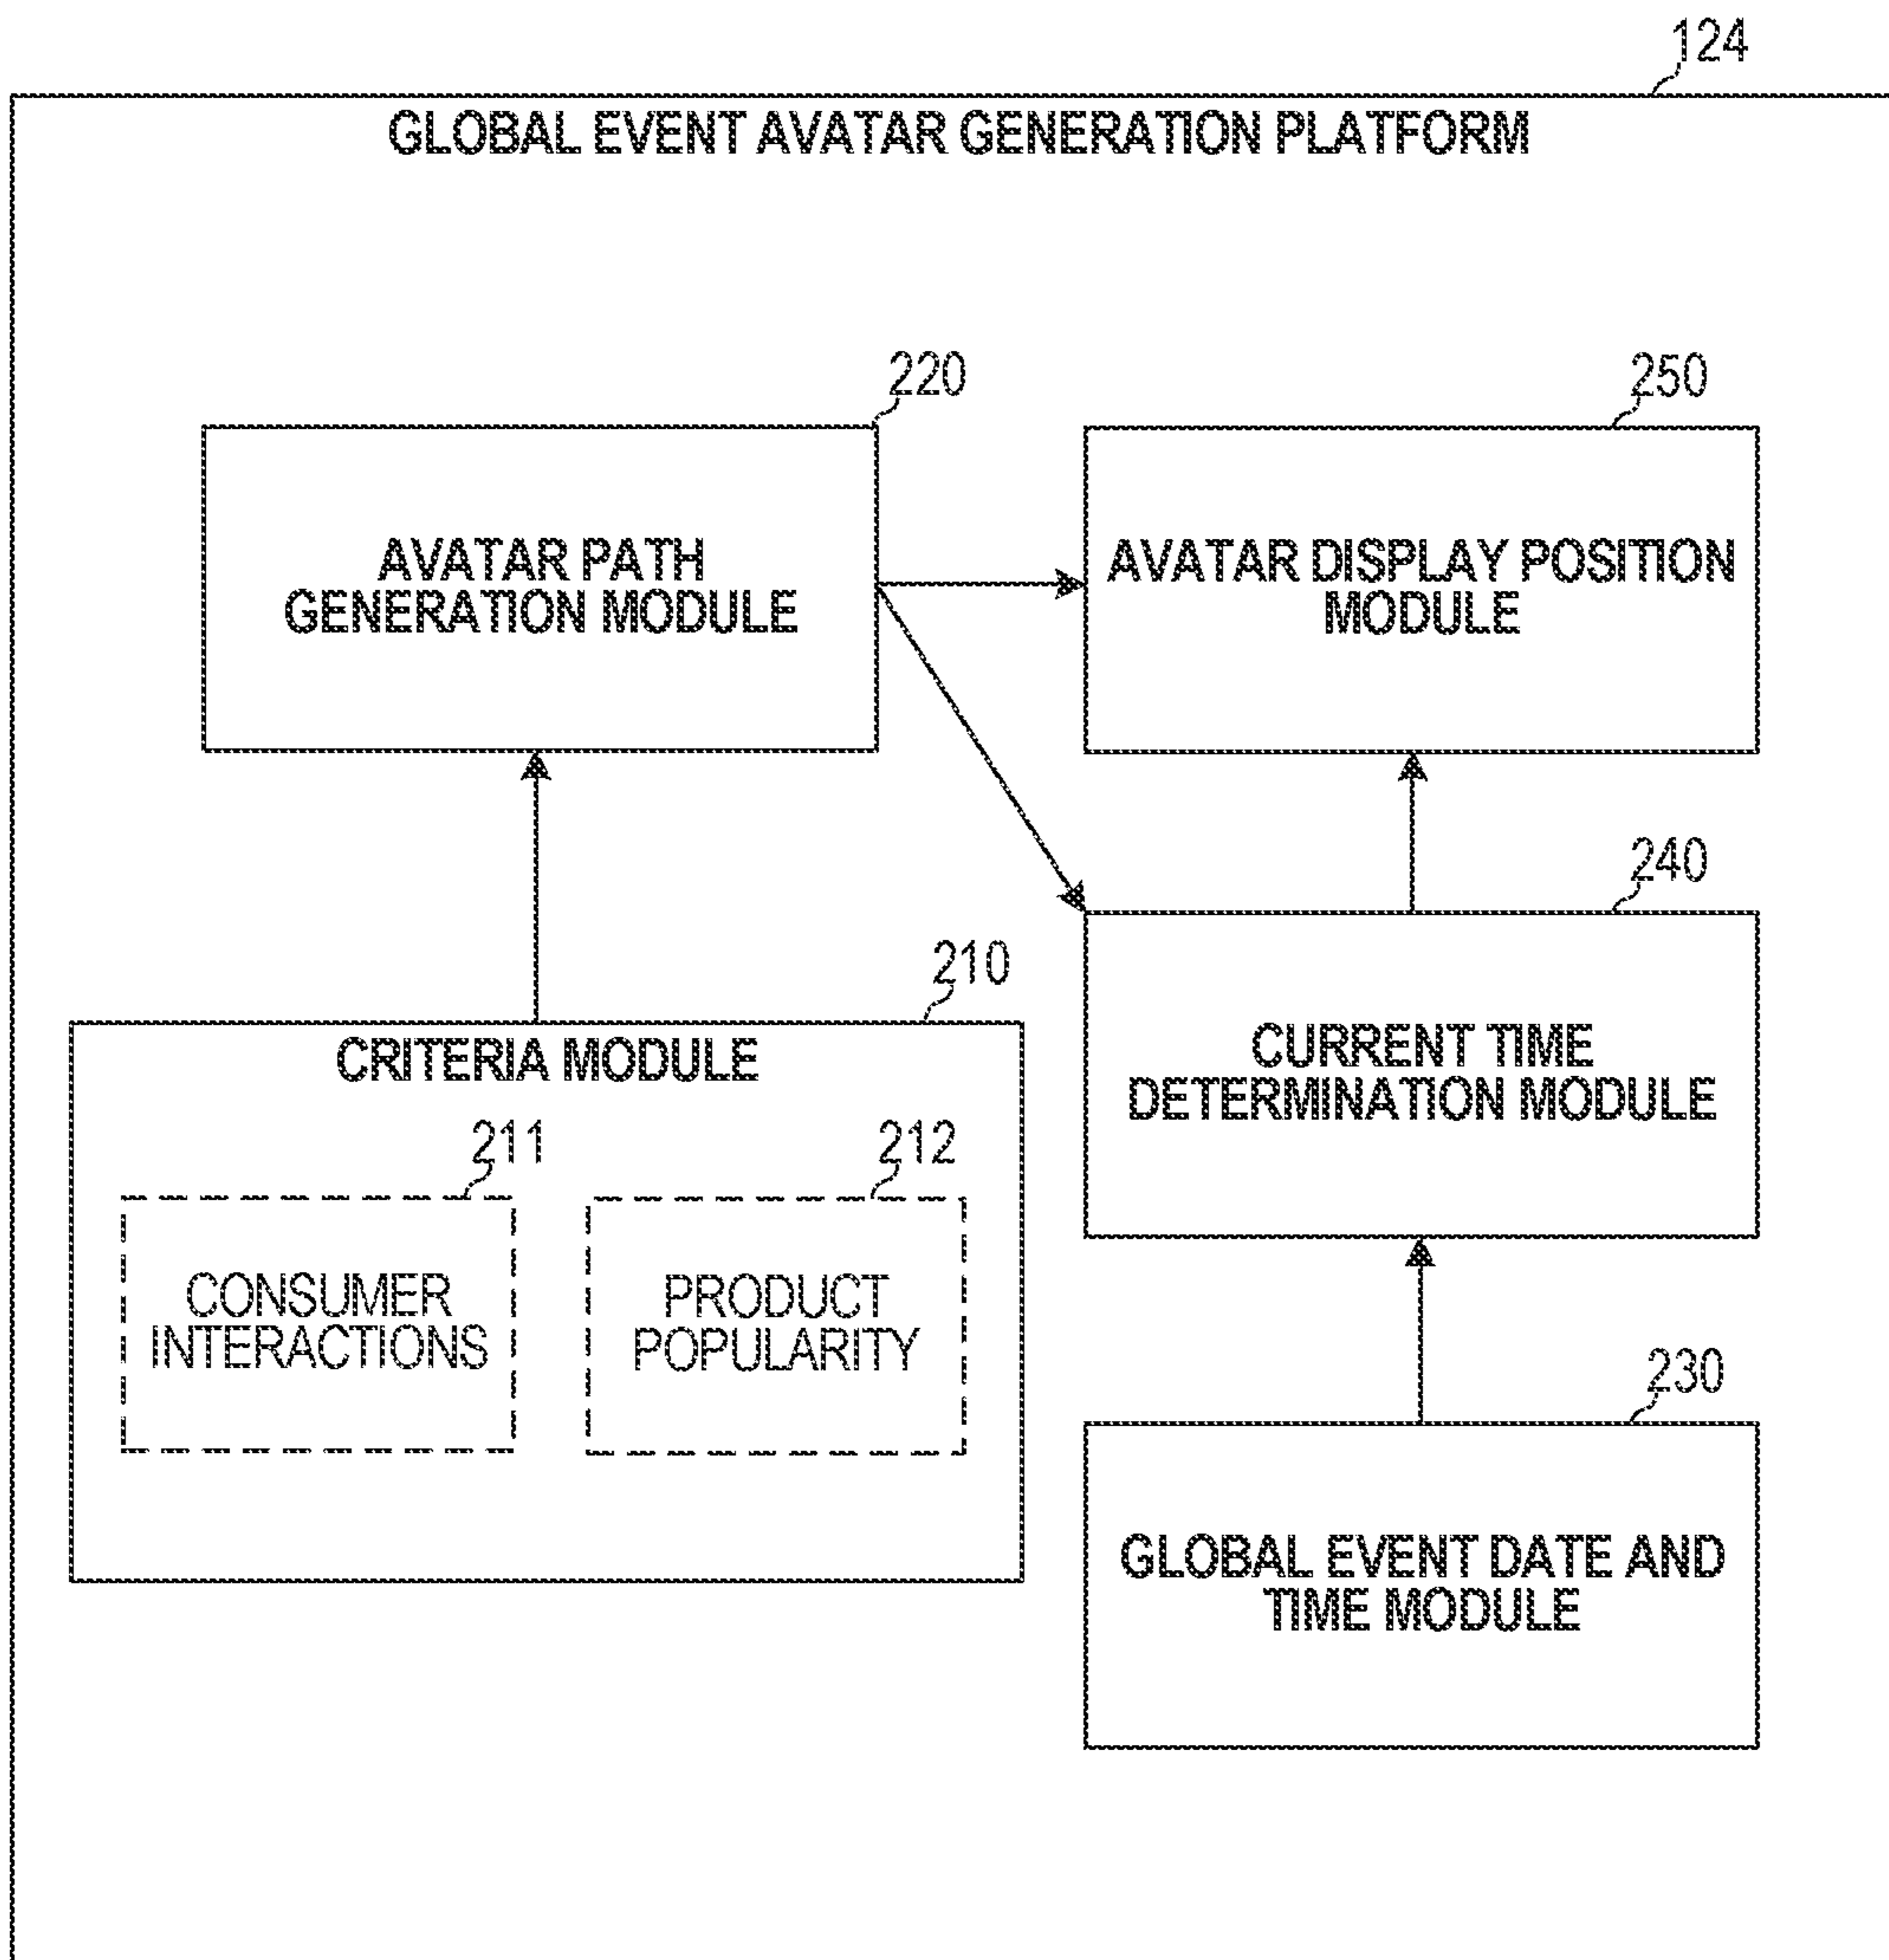 124
GLOBAL EVENT AVATAR GENERATION PLATFORM
220
AVATAR PATH
GENERATION MODULE
250
AVATAR DISPLAY POSITION
MODULE
210
CRITERIA MODULE
211
CONSUMER
INTERACTIONS
212
PRODUCT
POPULARITY
240
CURRENT TIME
DETERMINATION MODULE
230
GLOBAL EVENT DATE AND
TIME MODULE